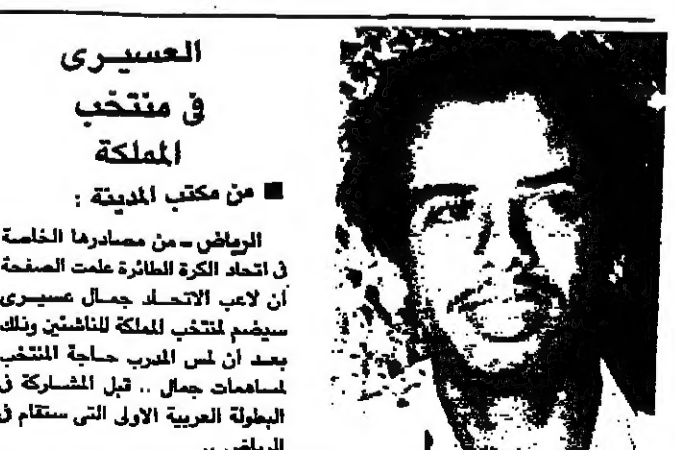 العسيرى
فى منتخب
المملكة
■ من مكتب المدينة :
الرياض ــ من مصادرها الخاصة
فى اتحاد الكرة الطائرة علمت الصفحة
أن لاعب الاتحاد جمال عسيرى
سيضم لمنتخب المملكة للناشئين وذلك
بعد أن لمس المدرب حاجة المنتخب
لمساهمات جمال .. قبل المشاركة فى
البطولة العربية الاولى التى ستقام فى
الرياض ..